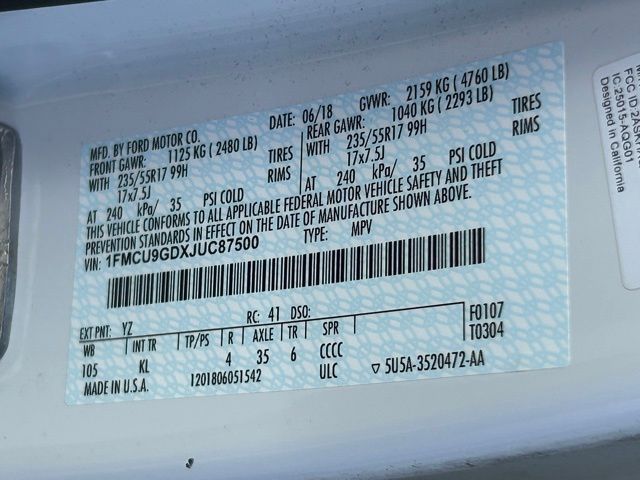 MFD. BY FORD MOTOR CO.
DATE: 06/18 GVWR: 2159 KG ( 4760 LB)
FRONT GAWR: 1125 KG ( 2480 LB)
REAR GAWR: 1040 KG ( 2293 LB)
WITH 235/55R17 99H TIRES
WITH 235/55R17 99H TIRES
17x7.5J RIMS
17x7.5J RIMS
AT 240 kPa/ 35 PSI COLD
AT 240 kPa/ 35 PSI COLD
THIS VEHICLE CONFORMS TO ALL APPLICABLE FEDERAL MOTOR VEHICLE SAFETY AND THEFT
PREVENTION STANDARDS IN EFFECT ON THE DATE OF MANUFACTURE SHOWN ABOVE.
VIN: 1FMCU9GDXJUC87500 TYPE: MPV
EXT PNT: YZ RC: 41 DSO: F0107
T0304
WB INT TR TP/PS R AXLE TR SPR
105 KL 4 35 6 CCCC
MADE IN U.S.A. 1201806051542 ULC ▽ 5U5A-3520472-AA
FCC ID:
IC:25015-AQG01
Designed in California